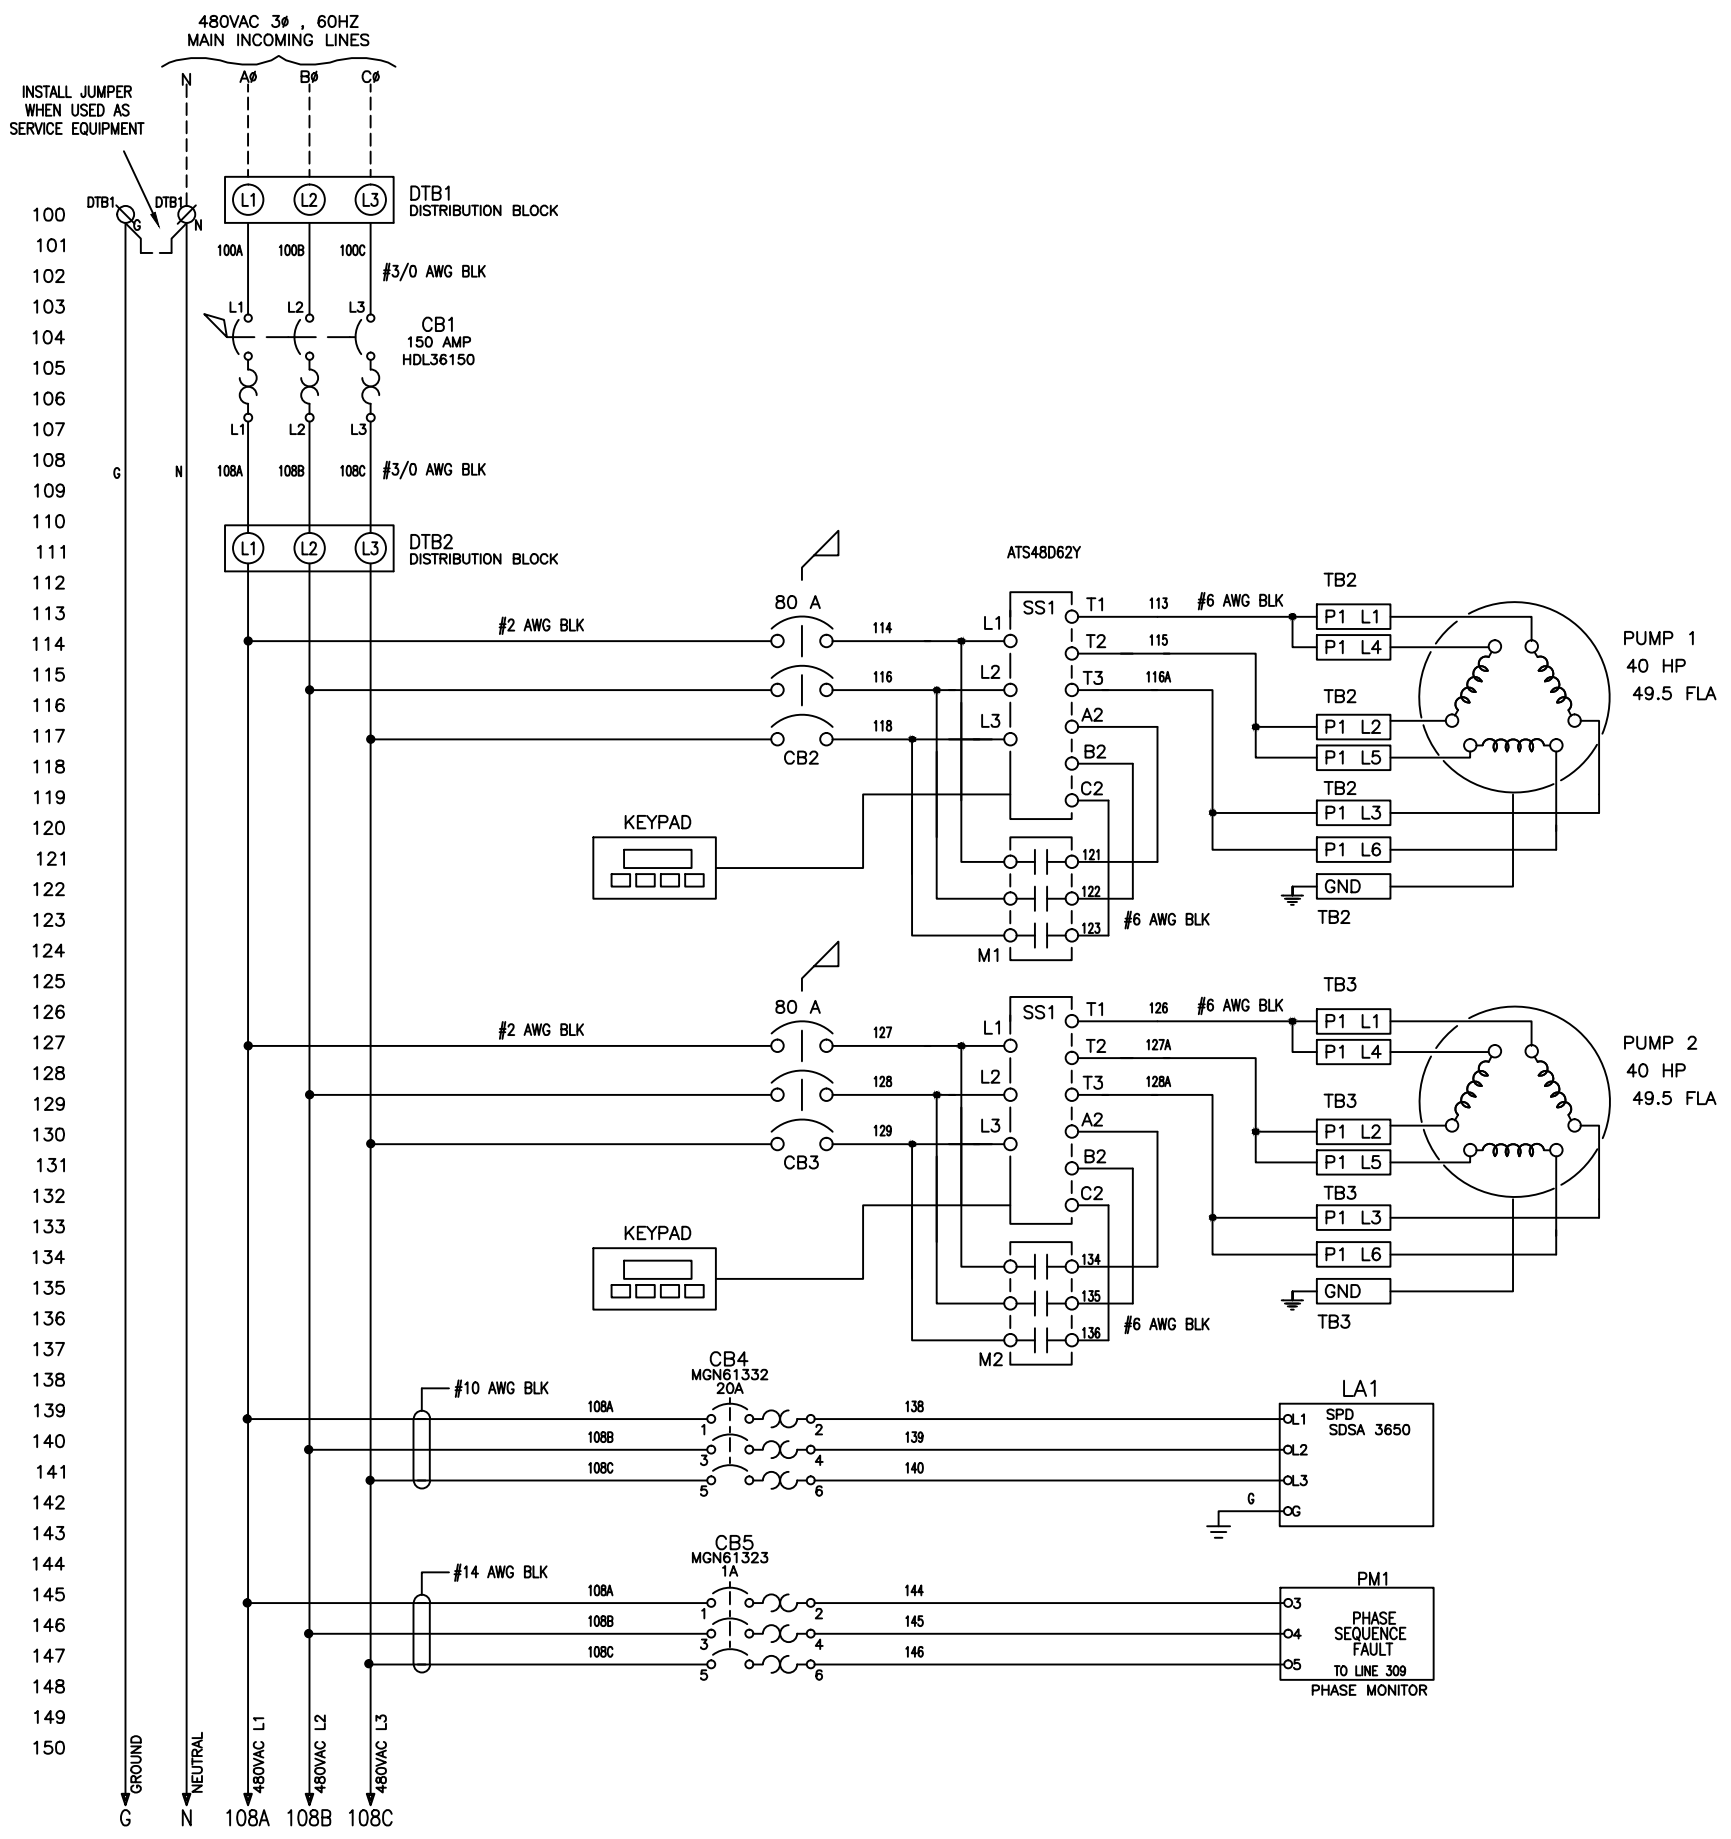 480VAC 3ø , 60HZ
MAIN INCOMING LINES
N AØ BØ CØ
INSTALL JUMPER
WHEN USED AS
SERVICE EQUIPMENT
DTB1 DTB1 L1 L2 L3 DTB1
DISTRIBUTION BLOCK
100 G N
101 100A 100B 100C
102 #3/0 AWG BLK
103 L1 L2 L3
CB1
104 150 AMP
HDL36150
105
106
107 L1 L2 L3
108 G N 108A 108B 108C #3/0 AWG BLK
109
110
111 L1 L2 L3 DTB2
DISTRIBUTION BLOCK
ATS48D62Y
112 TB2
113 80 A SS1 T1 113 #6 AWG BLK P1 L1
#2 AWG BLK 114 L1
114 T2 115 P1 L4 PUMP 1
40 HP
49.5 FLA
115 116 L2 T3 116A TB2
116 118 L3 A2 P1 L2
117 CB2 B2 P1 L5
118
119 C2 TB2
P1 L3
120 KEYPAD
121 121 P1 L6
122 122 GND
123 123 #6 AWG BLK TB2
124 M1
125 TB3
126 80 A SS1 T1 126 #6 AWG BLK P1 L1
#2 AWG BLK 127 L1
127 T2 127A P1 L4 PUMP 2
40 HP
49.5 FLA
128 128 L2 T3 128A
129 129 L3 A2 TB3
130 P1 L2
131 CB3 B2 P1 L5
132 C2 TB3
133 KEYPAD P1 L3
134 134 P1 L6
135 135 GND
136 136 #6 AWG BLK TB3
137 M2
CB4
MGN61332
20A
138 #10 AWG BLK LA1
139 108A 1 2 138 L1 SPD
SDSA 3650
140 108B 3 4 139 L2
141 108C 5 6 140 L3
142 G G
143
CB5
MGN61323
1A
144 #14 AWG BLK PM1
145 108A 1 2 144 3
146 108B 3 4 145 4
147 108C 5 6 146 5
PHASE
SEQUENCE
FAULT
TO LINE 309
PHASE MONITOR
148
149
150
GROUND NEUTRAL 480VAC L1 480VAC L2 480VAC L3
G N 108A 108B 108C